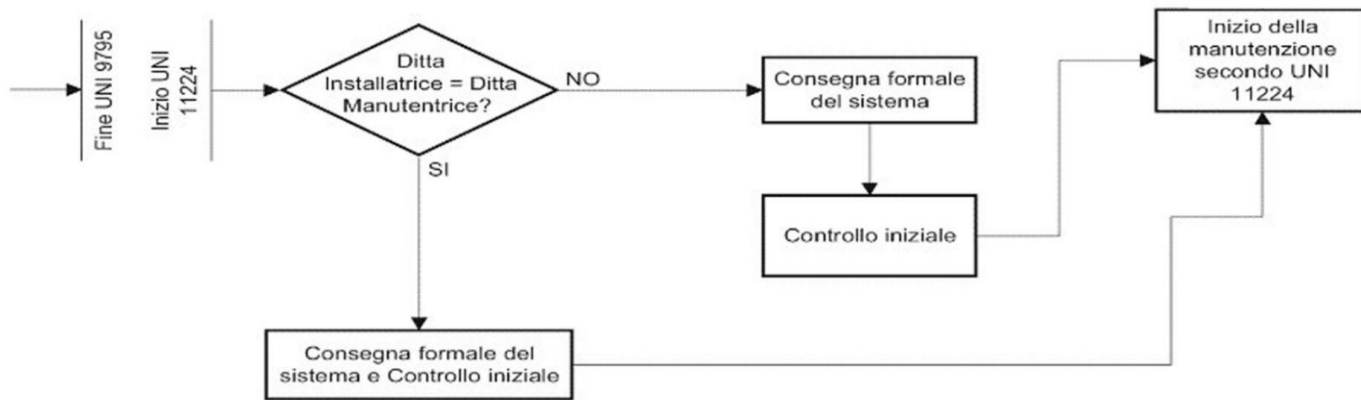 Fine UNI 9795
Inizio UNI
11224
Ditta
Installatrice = Ditta
Manutentrice?
NO
SI
Consegna formale
del sistema
Controllo iniziale
Inizio della
manutenzione
secondo UNI
11224
Consegna formale del
sistema e Controllo iniziale